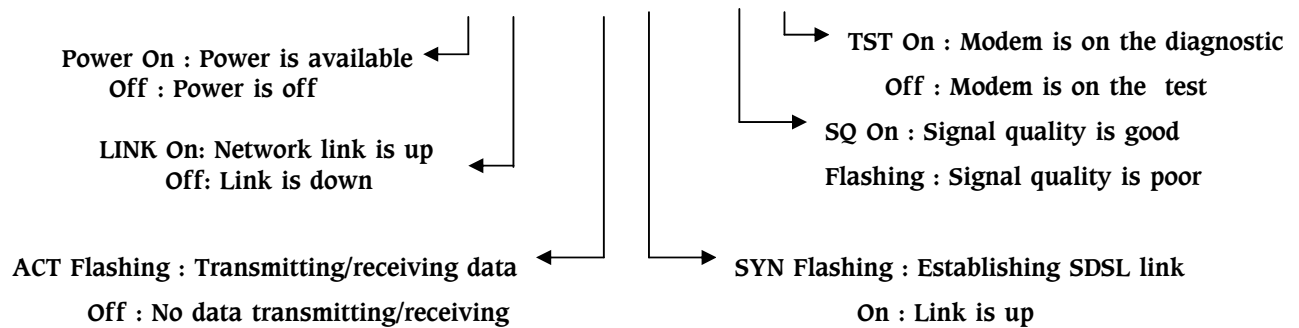 Power On : Power is available
Off : Power is off
LINK On: Network link is up
Off: Link is down
ACT Flashing : Transmitting/receiving data
Off : No data transmitting/receiving
TST On : Modem is on the diagnostic
Off : Modem is on the test
SQ On : Signal quality is good
Flashing : Signal quality is poor
SYN Flashing : Establishing SDSL link
On : Link is up